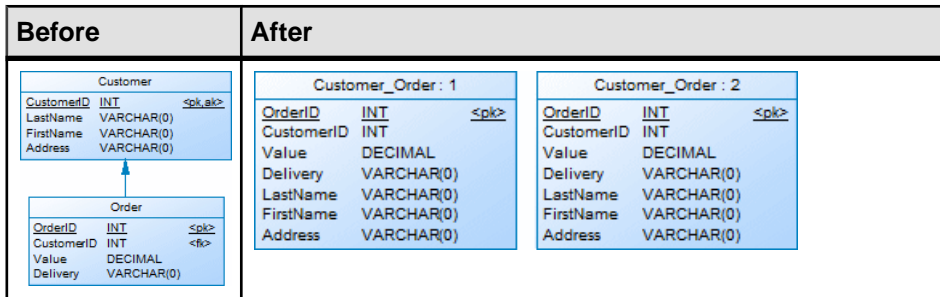 Before After
Customer
CustomerID INT <pk,ak>
LastName VARCHAR(0)
FirstName VARCHAR(0)
Address VARCHAR(0)
Order
OrderID INT <pk>
CustomerID INT <fk>
Value DECIMAL
Delivery VARCHAR(0)
Customer_Order : 1
OrderID INT <pk>
CustomerID INT
Value DECIMAL
Delivery VARCHAR(0)
LastName VARCHAR(0)
FirstName VARCHAR(0)
Address VARCHAR(0)
Customer_Order : 2
OrderID INT <pk>
CustomerID INT
Value DECIMAL
Delivery VARCHAR(0)
LastName VARCHAR(0)
FirstName VARCHAR(0)
Address VARCHAR(0)